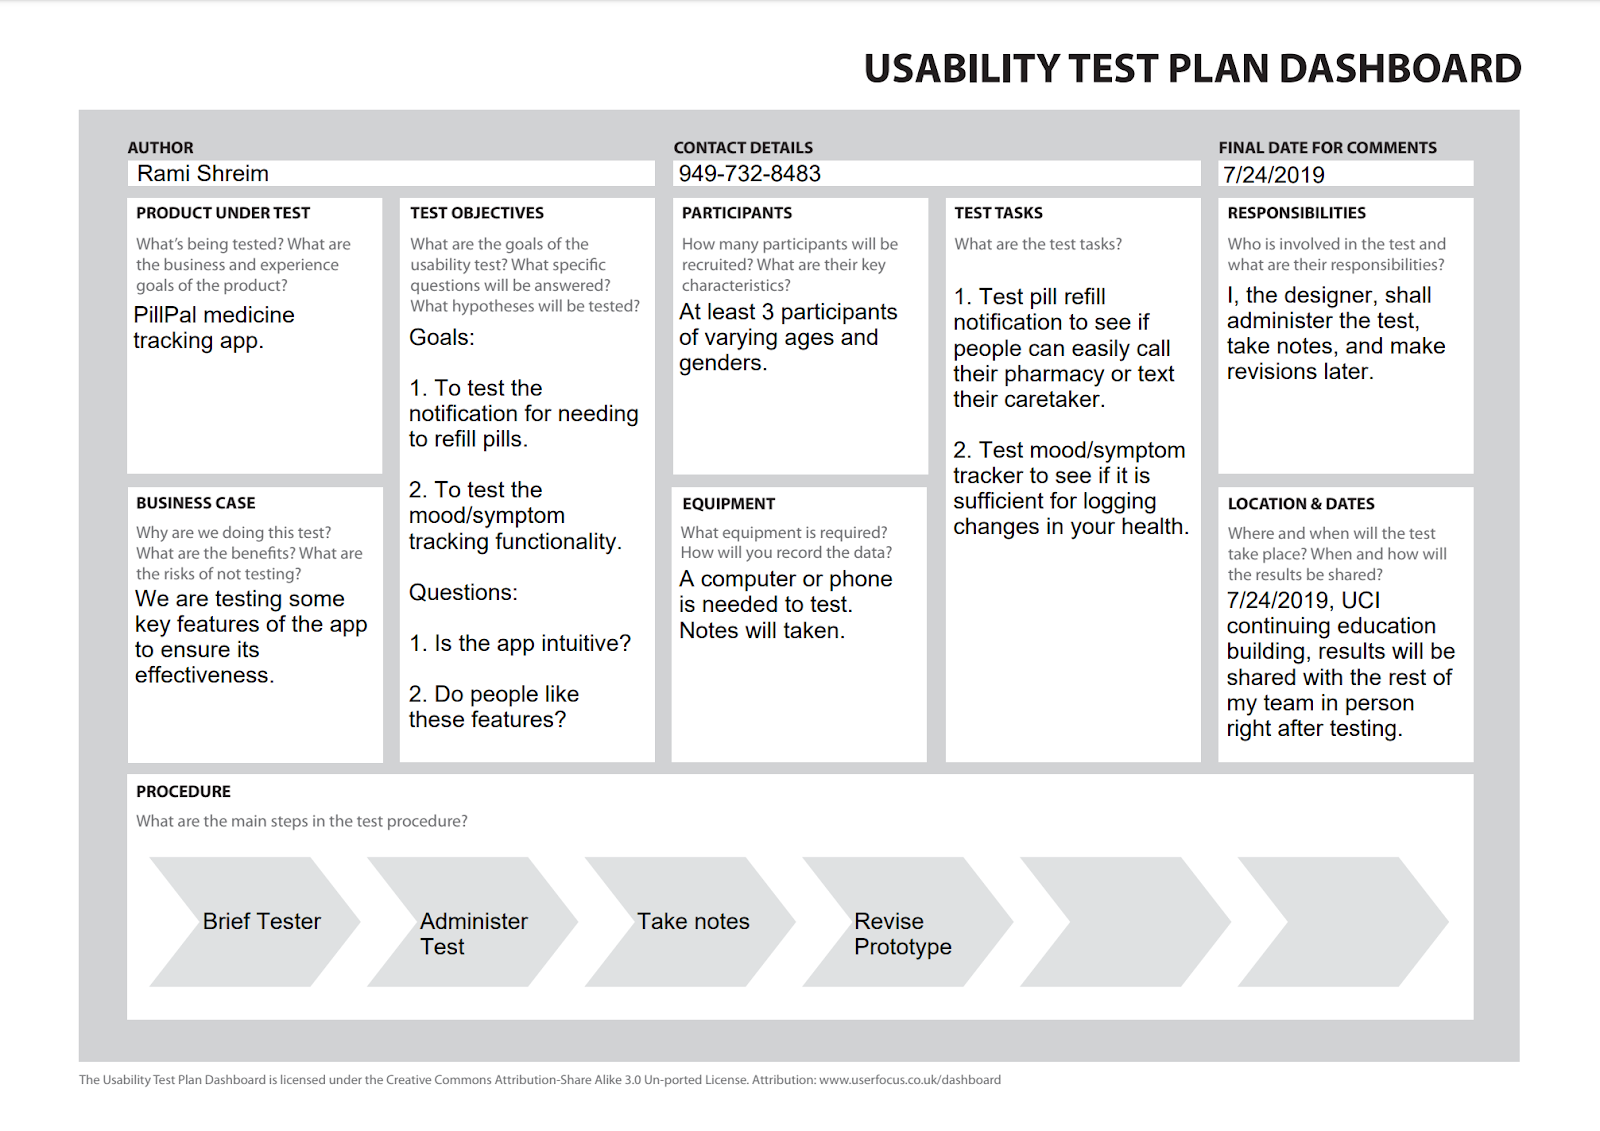 USABILITY TEST PLAN DASHBOARD
AUTHOR
Rami Shreim
CONTACT DETAILS
949-732-8483
FINAL DATE FOR COMMENTS
7/24/2019
PRODUCT UNDER TEST
What's being tested? What are
the business and experience
goals of the product?
PillPal medicine
tracking app.
BUSINESS CASE
Why are we doing this test?
What are the benefits? What are
the risks of not testing?
We are testing some
key features of the app
to ensure its
effectiveness.
TEST OBJECTIVES
What are the goals of the
usability test? What specific
questions will be answered?
What hypotheses will be tested?
Goals:
1. To test the
notification for needing
to refill pills.
2. To test the
mood/symptom
tracking functionality.
Questions:
1. Is the app intuitive?
2. Do people like
these features?
PARTICIPANTS
How many participants will be
recruited? What are their key
characteristics?
At least 3 participants
of varying ages and
genders.
EQUIPMENT
What equipment is required?
How will you record the data?
A computer or phone
is needed to test.
Notes will taken.
TEST TASKS
What are the test tasks?
1. Test pill refill
notification to see if
people can easily call
their pharmacy or text
their caretaker.
2. Test mood/symptom
tracker to see if it is
sufficient for logging
changes in your health.
RESPONSIBILITIES
Who is involved in the test and
what are their responsibilities?
I, the designer, shall
administer the test,
take notes, and make
revisions later.
LOCATION & DATES
Where and when will the test
take place? When and how will
the results be shared?
7/24/2019, UCI
continuing education
building, results will be
shared with the rest of
my team in person
right after testing.
PROCEDURE
What are the main steps in the test procedure?
Brief Tester
Administer
Test
Take notes
Revise
Prototype
The Usability Test Plan Dashboard is licensed under the Creative Commons Attribution-Share Alike 3.0 Un-ported License. Attribution: www.userfocus.co.uk/dashboard